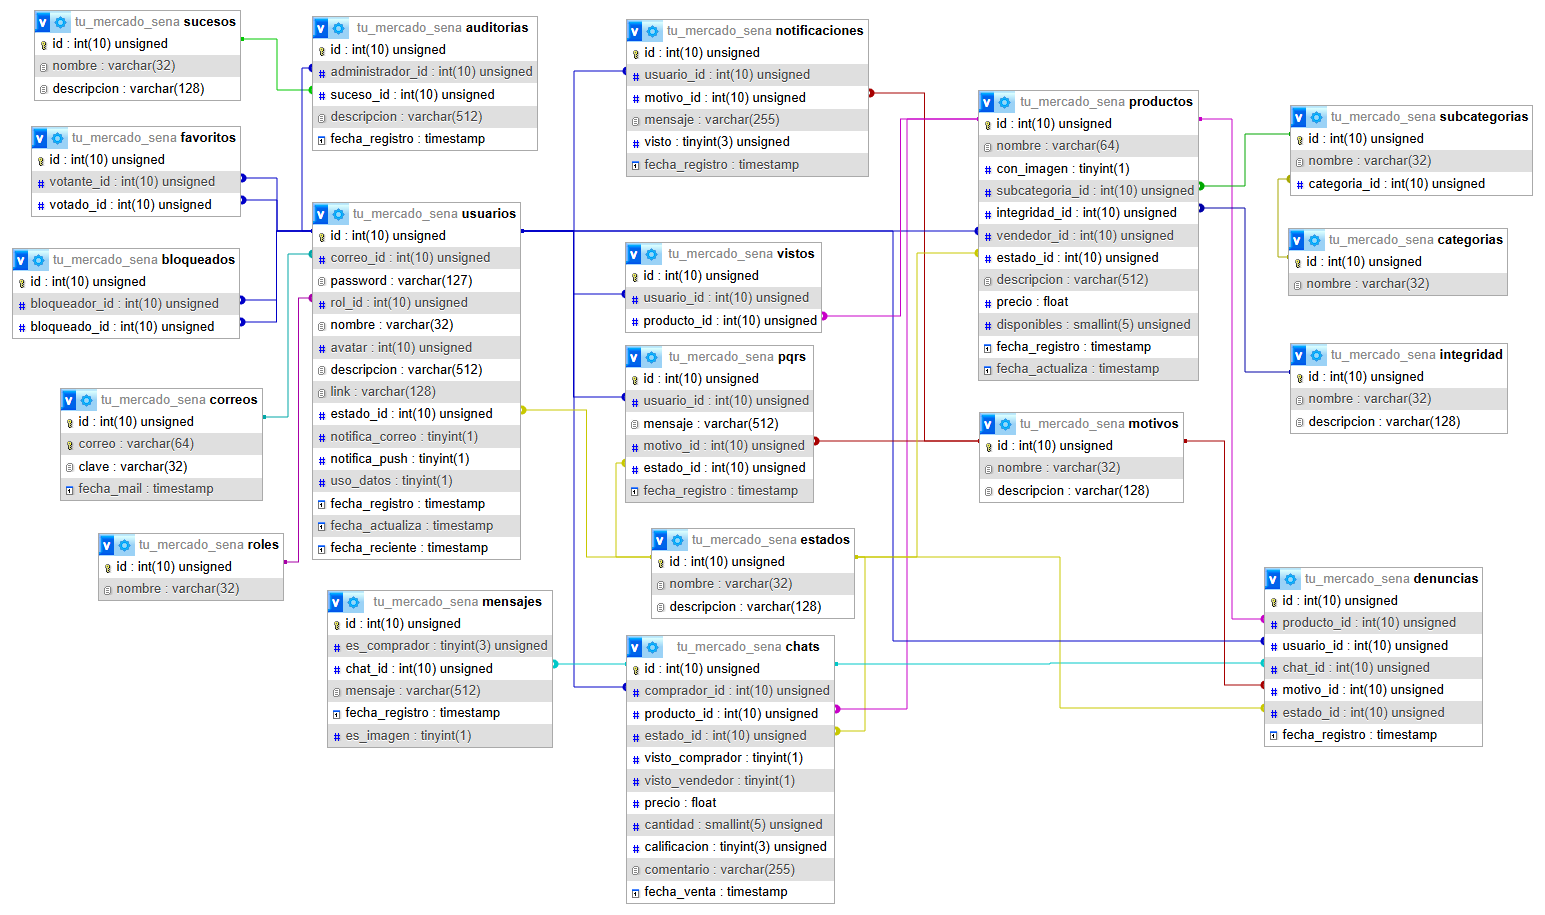 tu_mercado_sena sucesos
id : int(10) unsigned
nombre : varchar(32)
descripcion : varchar(128)
tu_mercado_sena favoritos
id : int(10) unsigned
votante_id : int(10) unsigned
votado_id : int(10) unsigned
tu_mercado_sena bloqueados
id : int(10) unsigned
bloqueador_id : int(10) unsigned
bloqueado_id : int(10) unsigned
tu_mercado_sena correos
id : int(10) unsigned
correo : varchar(64)
clave : varchar(32)
fecha_mail : timestamp
tu_mercado_sena roles
id : int(10) unsigned
nombre : varchar(32)
tu_mercado_sena auditorias
id : int(10) unsigned
administrador_id : int(10) unsigned
suceso_id : int(10) unsigned
descripcion : varchar(512)
fecha_registro : timestamp
tu_mercado_sena usuarios
id : int(10) unsigned
correo_id : int(10) unsigned
password : varchar(127)
rol_id : int(10) unsigned
nombre : varchar(32)
avatar : int(10) unsigned
descripcion : varchar(512)
link : varchar(128)
estado_id : int(10) unsigned
notifica_correo : tinyint(1)
notifica_push : tinyint(1)
uso_datos : tinyint(1)
fecha_registro : timestamp
fecha_actualiza : timestamp
fecha_reciente : timestamp
tu_mercado_sena mensajes
id : int(10) unsigned
es_comprador : tinyint(3) unsigned
chat_id : int(10) unsigned
mensaje : varchar(512)
fecha_registro : timestamp
es_imagen : tinyint(1)
tu_mercado_sena notificaciones
id : int(10) unsigned
usuario_id : int(10) unsigned
motivo_id : int(10) unsigned
mensaje : varchar(255)
visto : tinyint(3) unsigned
fecha_registro : timestamp
tu_mercado_sena vistos
id : int(10) unsigned
usuario_id : int(10) unsigned
producto_id : int(10) unsigned
tu_mercado_sena pqrs
id : int(10) unsigned
usuario_id : int(10) unsigned
mensaje : varchar(512)
motivo_id : int(10) unsigned
estado_id : int(10) unsigned
fecha_registro : timestamp
tu_mercado_sena estados
id : int(10) unsigned
nombre : varchar(32)
descripcion : varchar(128)
tu_mercado_sena chats
id : int(10) unsigned
comprador_id : int(10) unsigned
producto_id : int(10) unsigned
estado_id : int(10) unsigned
visto_comprador : tinyint(1)
visto_vendedor : tinyint(1)
precio : float
cantidad : smallint(5) unsigned
calificacion : tinyint(3) unsigned
comentario : varchar(255)
fecha_venta : timestamp
tu_mercado_sena productos
id : int(10) unsigned
nombre : varchar(64)
con_imagen : tinyint(1)
subcategoria_id : int(10) unsigned
integridad_id : int(10) unsigned
vendedor_id : int(10) unsigned
estado_id : int(10) unsigned
descripcion : varchar(512)
precio : float
disponibles : smallint(5) unsigned
fecha_registro : timestamp
fecha_actualiza : timestamp
tu_mercado_sena motivos
id : int(10) unsigned
nombre : varchar(32)
descripcion : varchar(128)
tu_mercado_sena subcategorias
id : int(10) unsigned
nombre : varchar(32)
categoria_id : int(10) unsigned
tu_mercado_sena categorias
id : int(10) unsigned
nombre : varchar(32)
tu_mercado_sena integridad
id : int(10) unsigned
nombre : varchar(32)
descripcion : varchar(128)
tu_mercado_sena denuncias
id : int(10) unsigned
producto_id : int(10) unsigned
usuario_id : int(10) unsigned
chat_id : int(10) unsigned
motivo_id : int(10) unsigned
estado_id : int(10) unsigned
fecha_registro : timestamp